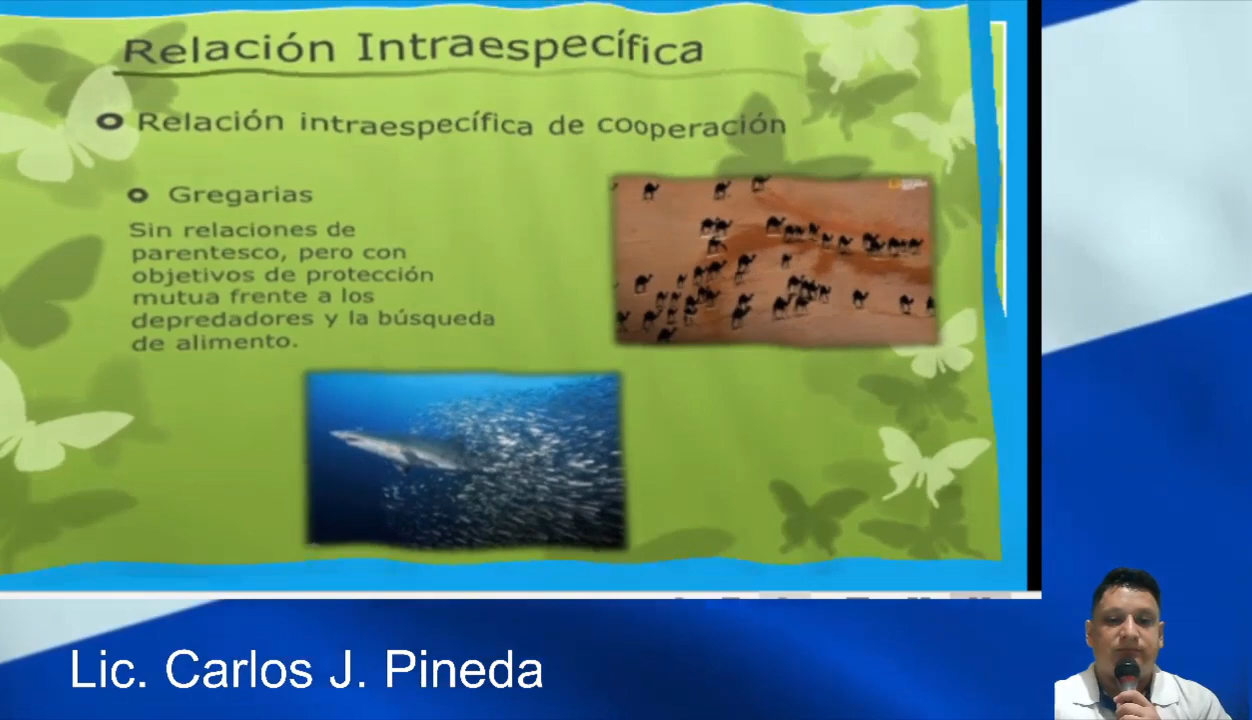 Relación Intraespecífica
Relación intraespecífica de cooperación
Gregarias
Sin relaciones de
parentesco, pero con
objetivos de protección
mutua frente a los
depredadores y la búsqueda
de alimento.
Lic. Carlos J. Pineda